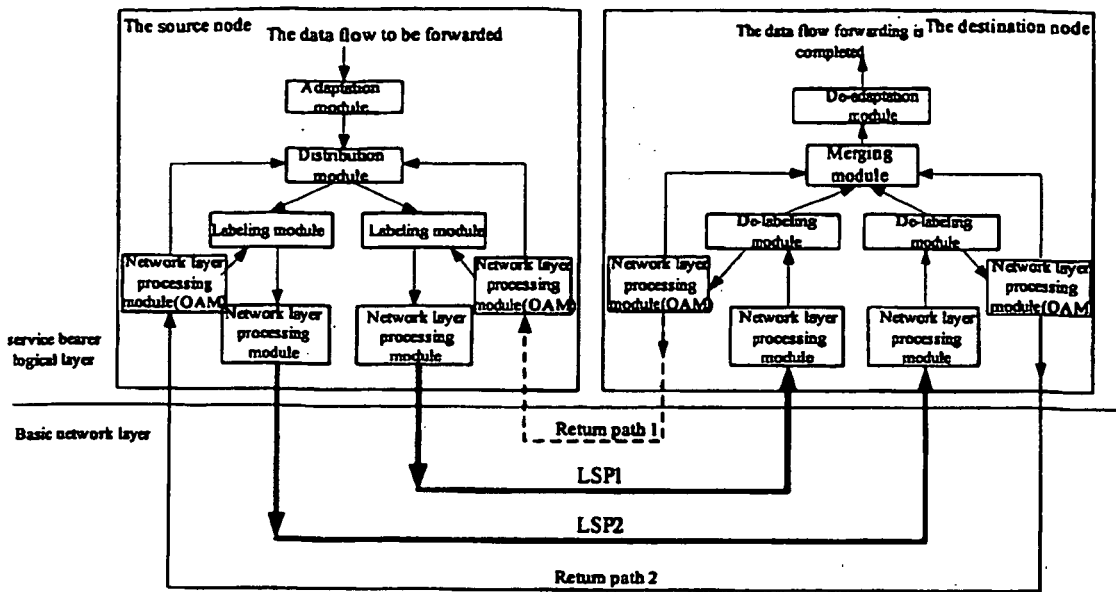 The source node
The data flow to be forwarded
Adaptation
module
Distribution
module
Labeling module
Labeling module
Network layer
processing
module(OAM)
Network layer
processing
module(OAM)
Network layer
processing
module
Network layer
processing
module
The data flow forwarding is
completed
The destination node
De-adaptation
module
Merging
module
De-labeling
module
De-labeling
module
Network layer
processing
module(OAM)
Network layer
processing
module(OAM)
Network layer
processing
module
Network layer
processing
module
service bearer
logical layer
Basic network layer
Return path 1
LSP1
LSP2
Return path 2